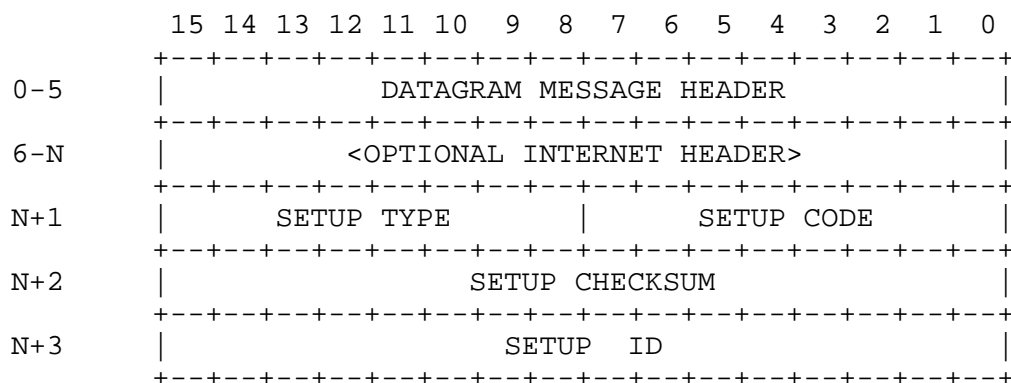 15 14 13 12 11 10 9 8 7 6 5 4 3 2 1 0
+--+--+--+--+--+--+--+--+--+--+--+--+--+--+--+--+
0-5 | DATAGRAM MESSAGE HEADER |
+--+--+--+--+--+--+--+--+--+--+--+--+--+--+--+--+
6-N | <OPTIONAL INTERNET HEADER> |
+--+--+--+--+--+--+--+--+--+--+--+--+--+--+--+--+
N+1 | SETUP TYPE | SETUP CODE |
+--+--+--+--+--+--+--+--+--+--+--+--+--+--+--+--+
N+2 | SETUP CHECKSUM |
+--+--+--+--+--+--+--+--+--+--+--+--+--+--+--+--+
N+3 | SETUP ID |
+--+--+--+--+--+--+--+--+--+--+--+--+--+--+--+--+